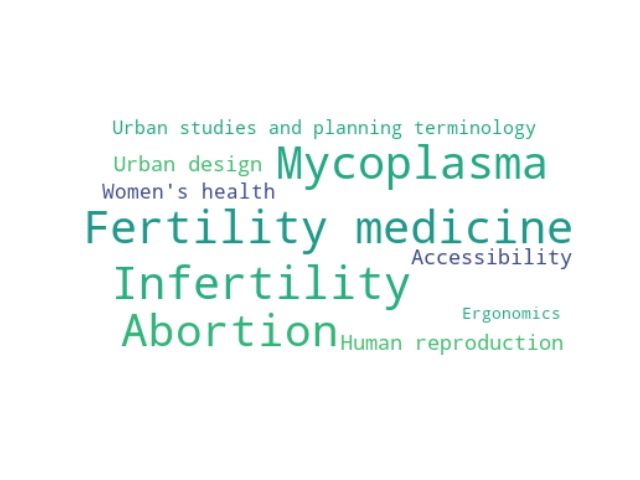 Urban studies and planning terminology
Urban design
Mycoplasma
Women's health
Fertility medicine
Accessibility
Infertility
Ergonomics
Abortion
Human reproduction